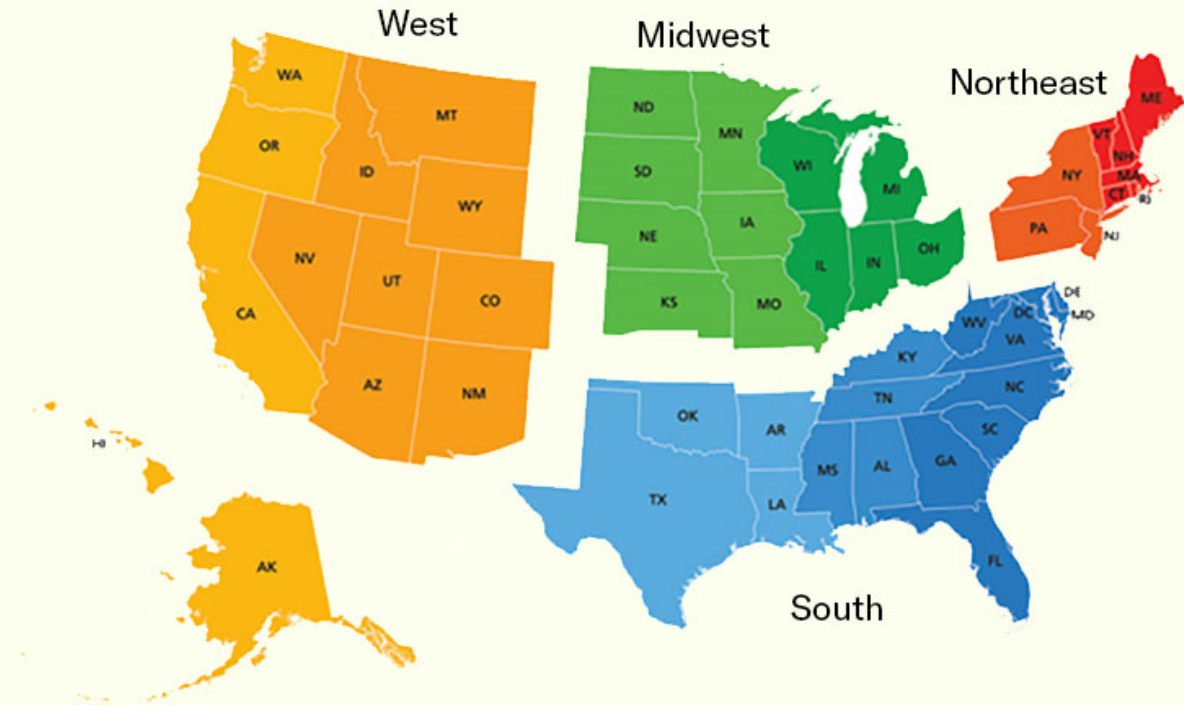 West
Midwest
Northeast
WA
MT
OR
ID
WY
NV
UT
CO
CA
AZ
NM
HI
AK
ND
MN
SD
WI
MI
NE
IA
IL
IN
OH
KS
MO
ME
VT
NH
NY
MA
CT
RI
PA
NJ
DE
MD
DC
WV
VA
KY
NC
TN
SC
OK
AR
MS
AL
GA
TX
LA
FL
South